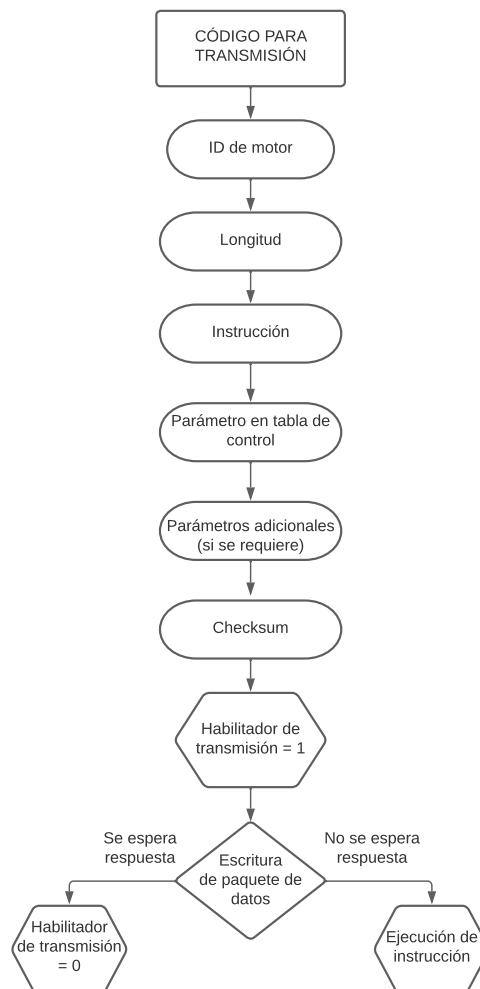 CÓDIGO PARA
TRANSMISIÓN
ID de motor
Longitud
Instrucción
Parámetro en tabla de
control
Parámetros adicionales
(si se requiere)
Checksum
Habilitador de
transmisión = 1
Se espera
respuesta
No se espera
respuesta
Escritura
de paquete de
datos
Habilitador
de transmisión
= 0
Ejecución de
instrucción